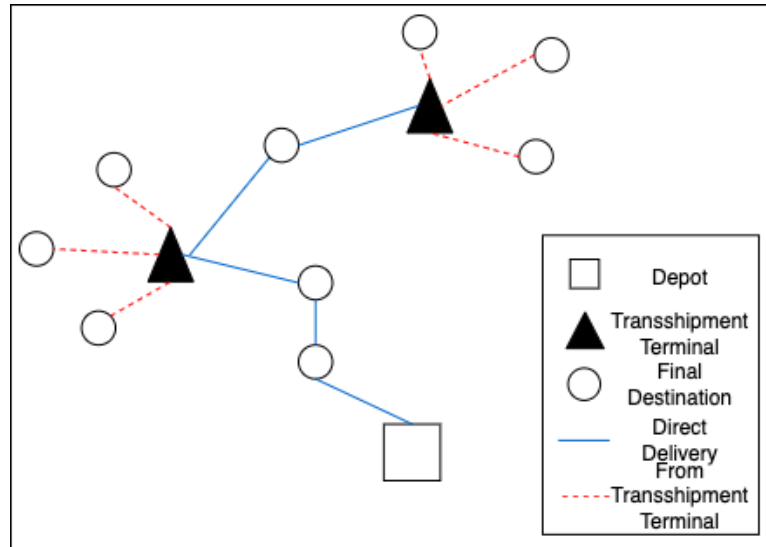 Depot
Transshipment
Terminal
Final
Destination
Direct
Delivery
From
Transshipment
Terminal